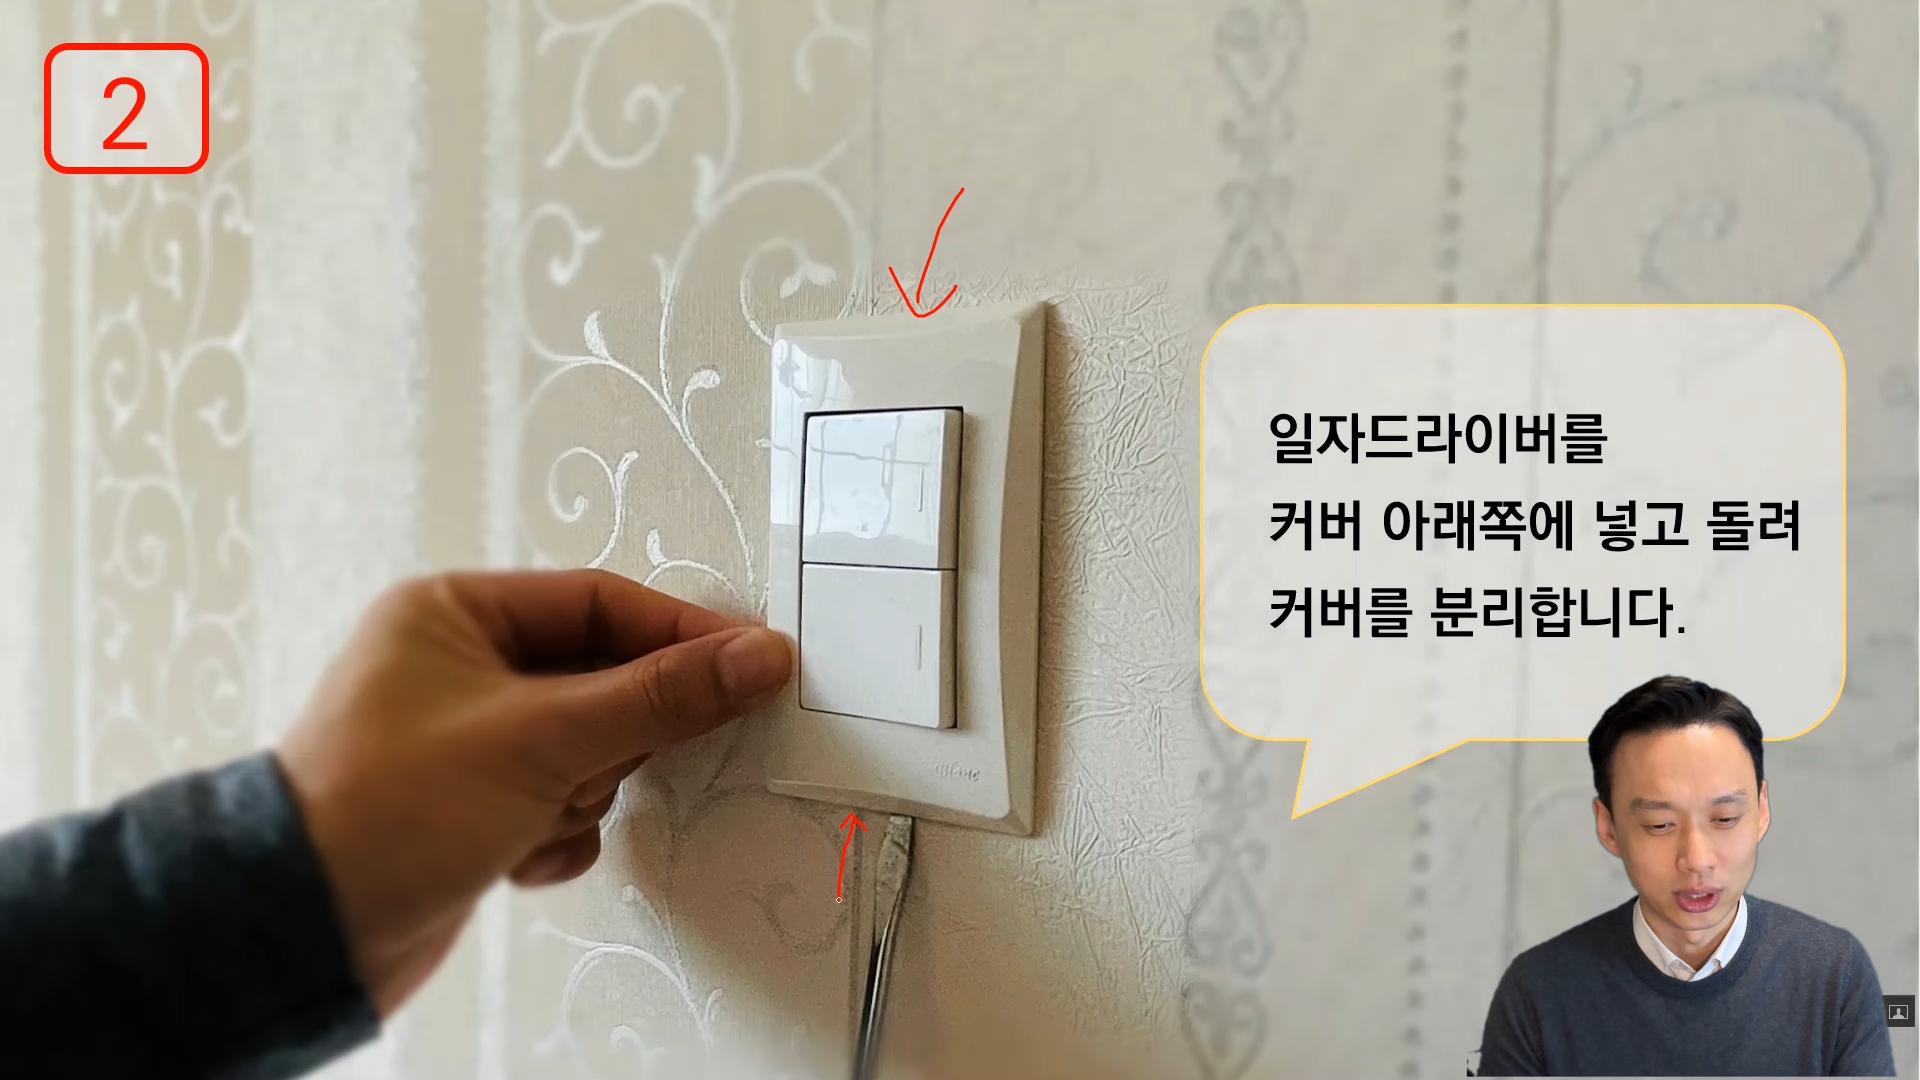 2
일자드라이버를
커버 아래쪽에 넣고 돌려
커버를 분리합니다.